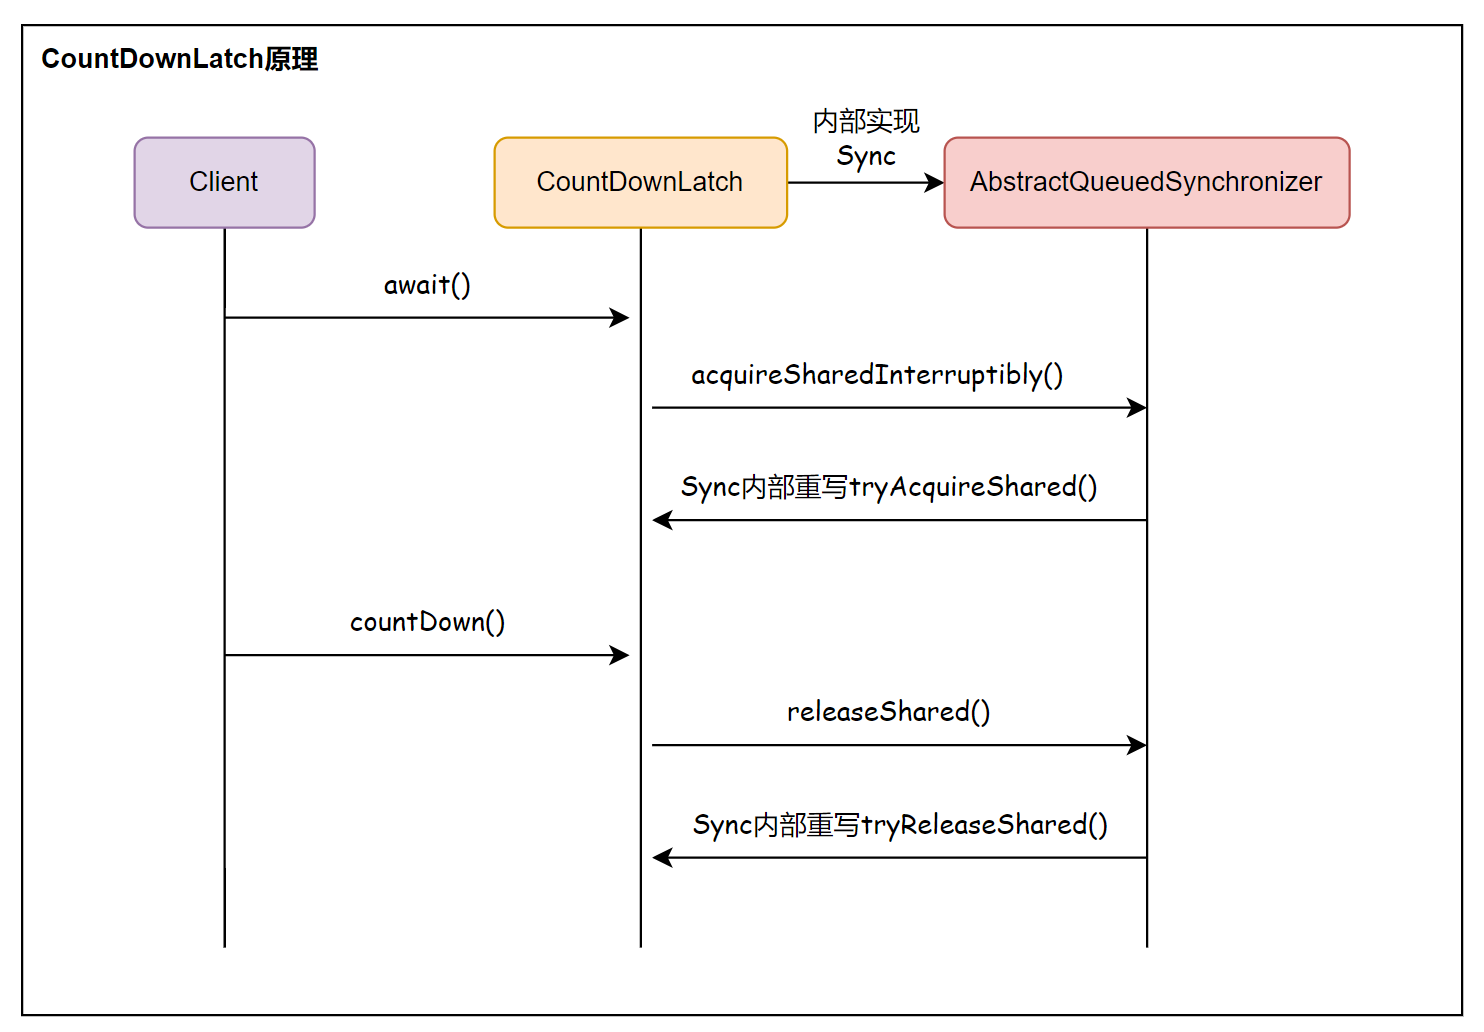 CountDownLatch原理
内部实现
Sync
Client
CountDownLatch
AbstractQueuedSynchronizer
await()
acquireSharedInterruptibly()
Sync内部重写tryAcquireShared()
countDown()
releaseShared()
Sync内部重写tryReleaseShared()